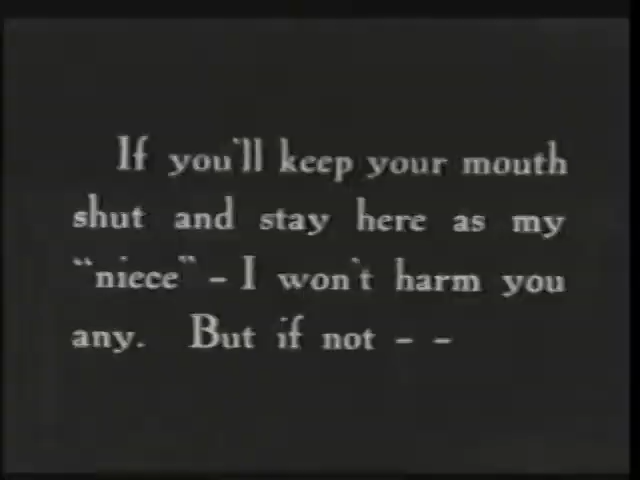 If you'll keep your mouth
shut and stay here as my
“niece” – I won't harm you
any. But if not – –